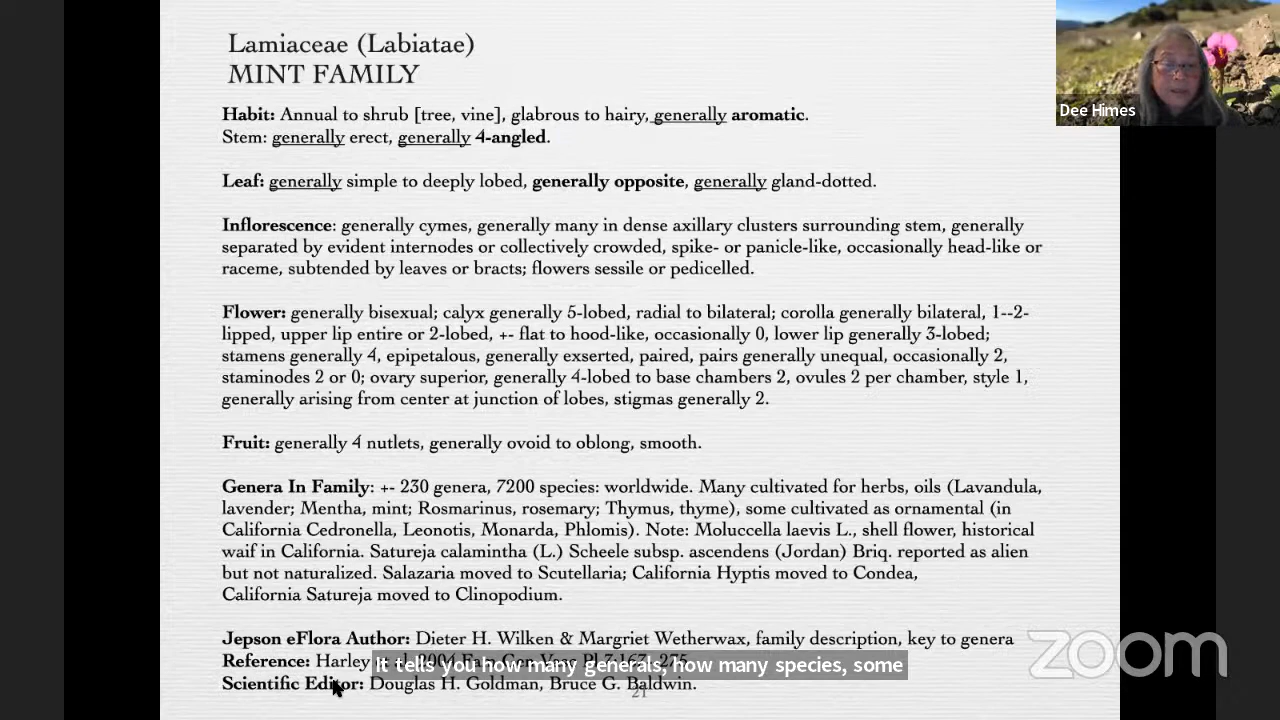 Lamiaceae (Labiatae)
MINT FAMILY
Dee Himes
Habit: Annual to shrub [tree, vine], glabrous to hairy, generally aromatic.
Stem: generally erect, generally 4-angled.
Leaf: generally simple to deeply lobed, generally opposite, generally gland-dotted.
Inflorescence: generally cymes, generally many in dense axillary clusters surrounding stem, generally
separated by evident internodes or collectively crowded, spike- or panicle-like, occasionally head-like or
raceme, subtended by leaves or bracts; flowers sessile or pedicelled.
Flower: generally bisexual; calyx generally 5-lobed, radial to bilateral; corolla generally bilateral, 1--2-
lipped, upper lip entire or 2-lobed, +- flat to hood-like, occasionally 0, lower lip generally 3-lobed;
stamens generally 4, epipetalous, generally exserted, paired, pairs generally unequal, occasionally 2,
staminodes 2 or 0; ovary superior, generally 4-lobed to base chambers 2, ovules 2 per chamber, style 1,
generally arising from center at junction of lobes, stigmas generally 2.
Fruit: generally 4 nutlets, generally ovoid to oblong, smooth.
Genera In Family: +- 230 genera, 7200 species: worldwide. Many cultivated for herbs, oils (Lavandula,
lavender; Mentha, mint; Rosmarinus, rosemary; Thymus, thyme), some cultivated as ornamental (in
California Cedronella, Leonotis, Monarda, Phlomis). Note: Moluccella laevis L., shell flower, historical
waif in California. Satureja calamintha (L.) Scheele subsp. ascendens (Jordan) Briq. reported as alien
but not naturalized. Salazaria moved to Scutellaria; California Hyptis moved to Condea,
California Satureja moved to Clinopodium.
Jepson eFlora Author: Dieter H. Wilken & Margriet Wetherwax, family description, key to genera
Reference: Harley
It tells you how many generals, how many species, some
Scientific Editor: Douglas H. Goldman, Bruce G. Baldwin.
21
zoom